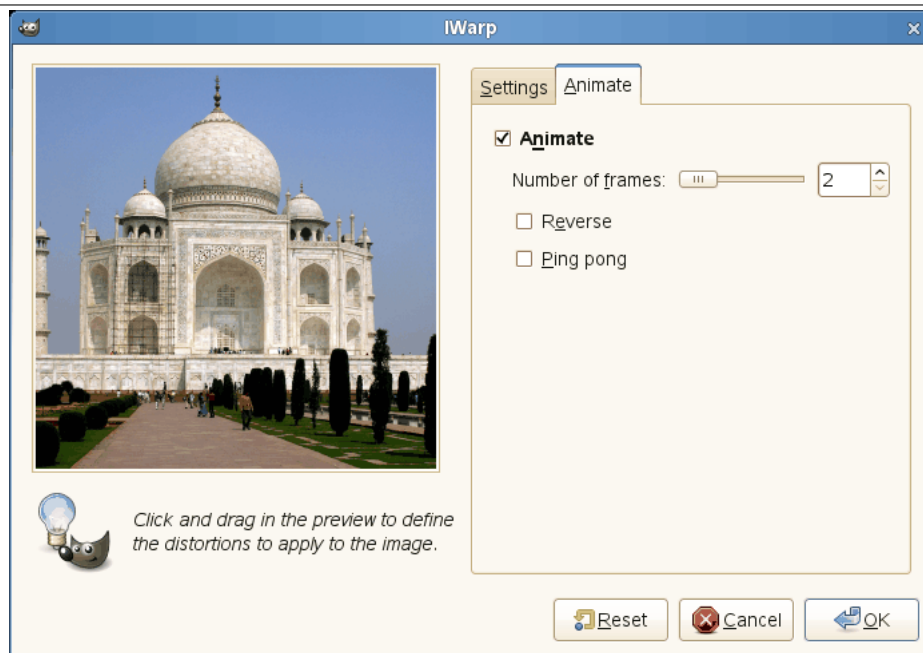 IWarp
Settings
Animate
Animate
Number of frames:
2
Reverse
Ping pong
Click and drag in the preview to define
the distortions to apply to the image.
Reset
Cancel
OK